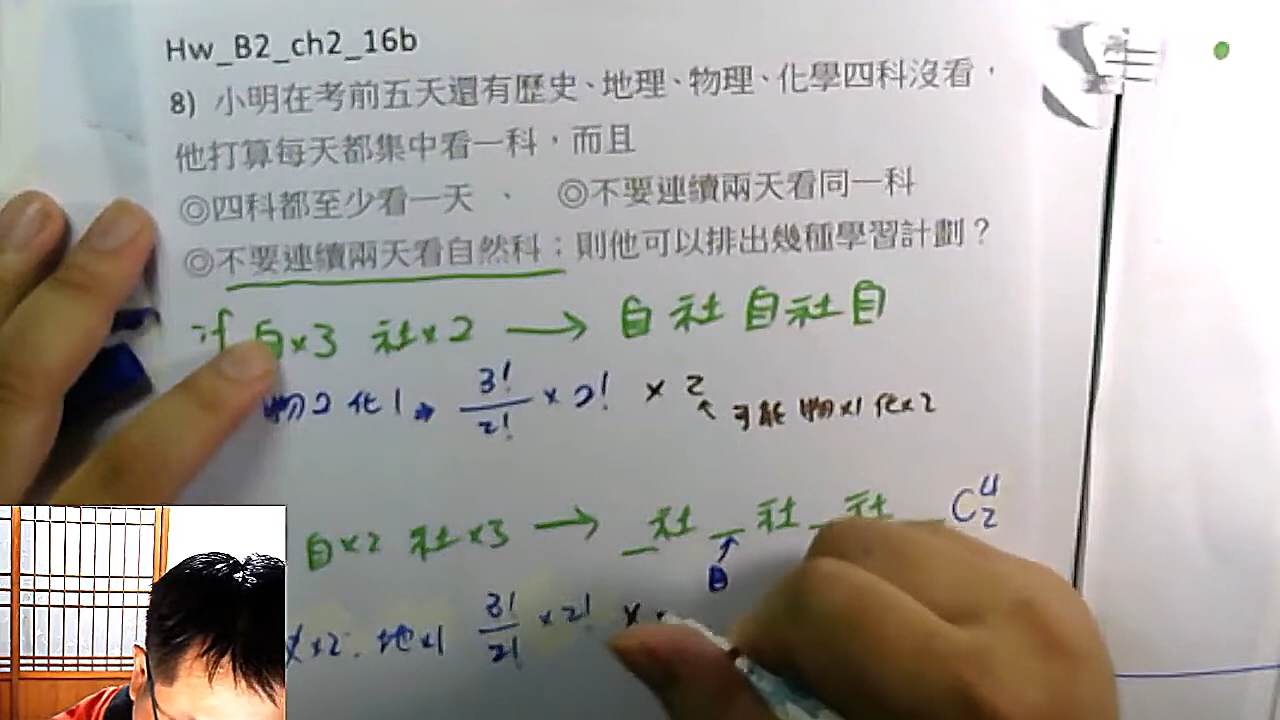 Hw_B2_ch2_16b
8) 小明在考前五天還有歷史、地理、物理、化學四科沒看，
他打算每天都集中看一科，而且
◎四科都至少看一天 、 ◎不要連續兩天看同一科
◎不要連續兩天看自然科；則他可以排出幾種學習計劃？
if 自×3 社×2 → 自 社 自 社 自
物2 化1 → 3!/2! × 2! × 2
可能 物×1 化×2
自×2 社×3 → _ 社 _ 社 _ 社 _ C⁴₂
自
×2. 地×1 3!/2! × 2! ×